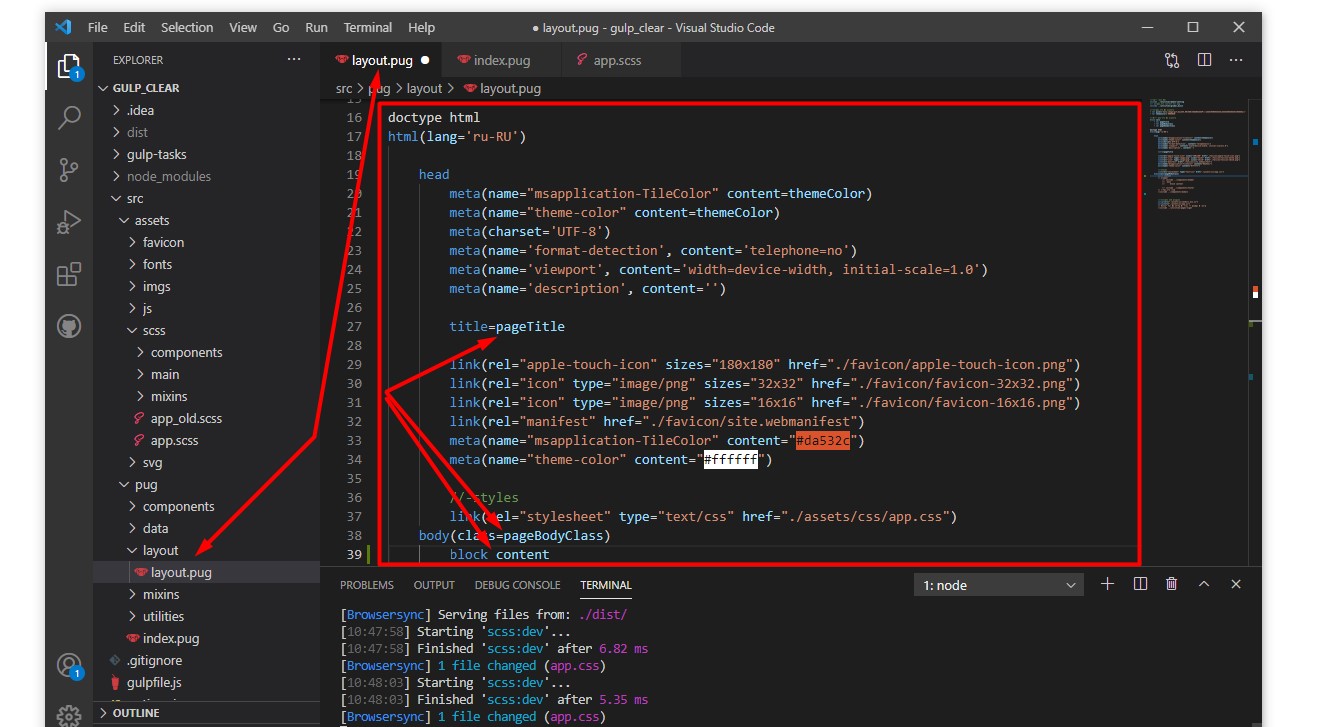 File Edit Selection View Go Run Terminal Help
● layout.pug - gulp_clear - Visual Studio Code
EXPLORER
GULP_CLEAR
.idea
dist
gulp-tasks
node_modules
src
assets
favicon
fonts
imgs
js
scss
components
main
mixins
app_old.scss
app.scss
svg
pug
components
data
layout
layout.pug
mixins
utilities
index.pug
.gitignore
gulpfile.js
OUTLINE
1
1
layout.pug ● index.pug app.scss
src > pug > layout > layout.pug
16 doctype html
17 html(lang='ru-RU')
18
19 head
20 meta(name="msapplication-TileColor" content=themeColor)
21 meta(name="theme-color" content=themeColor)
22 meta(charset='UTF-8')
23 meta(name='format-detection', content='telephone=no')
24 meta(name='viewport', content='width=device-width, initial-scale=1.0')
25 meta(name='description', content='')
26
27 title=pageTitle
28
29 link(rel="apple-touch-icon" sizes="180x180" href="./favicon/apple-touch-icon.png")
30 link(rel="icon" type="image/png" sizes="32x32" href="./favicon/favicon-32x32.png")
31 link(rel="icon" type="image/png" sizes="16x16" href="./favicon/favicon-16x16.png")
32 link(rel="manifest" href="./favicon/site.webmanifest")
33 meta(name="msapplication-TileColor" content="#da532c")
34 meta(name="theme-color" content="#ffffff")
35
36 //-styles
37 link(rel="stylesheet" type="text/css" href="./assets/css/app.css")
38 body(class=pageBodyClass)
39 block content
PROBLEMS OUTPUT DEBUG CONSOLE TERMINAL 1: node
[Browsersync] Serving files from: ./dist/
[10:47:58] Starting 'scss:dev'...
[10:47:58] Finished 'scss:dev' after 6.82 ms
[Browsersync] 1 file changed (app.css)
[10:48:03] Starting 'scss:dev'...
[10:48:03] Finished 'scss:dev' after 5.35 ms
[Browsersync] 1 file changed (app.css)